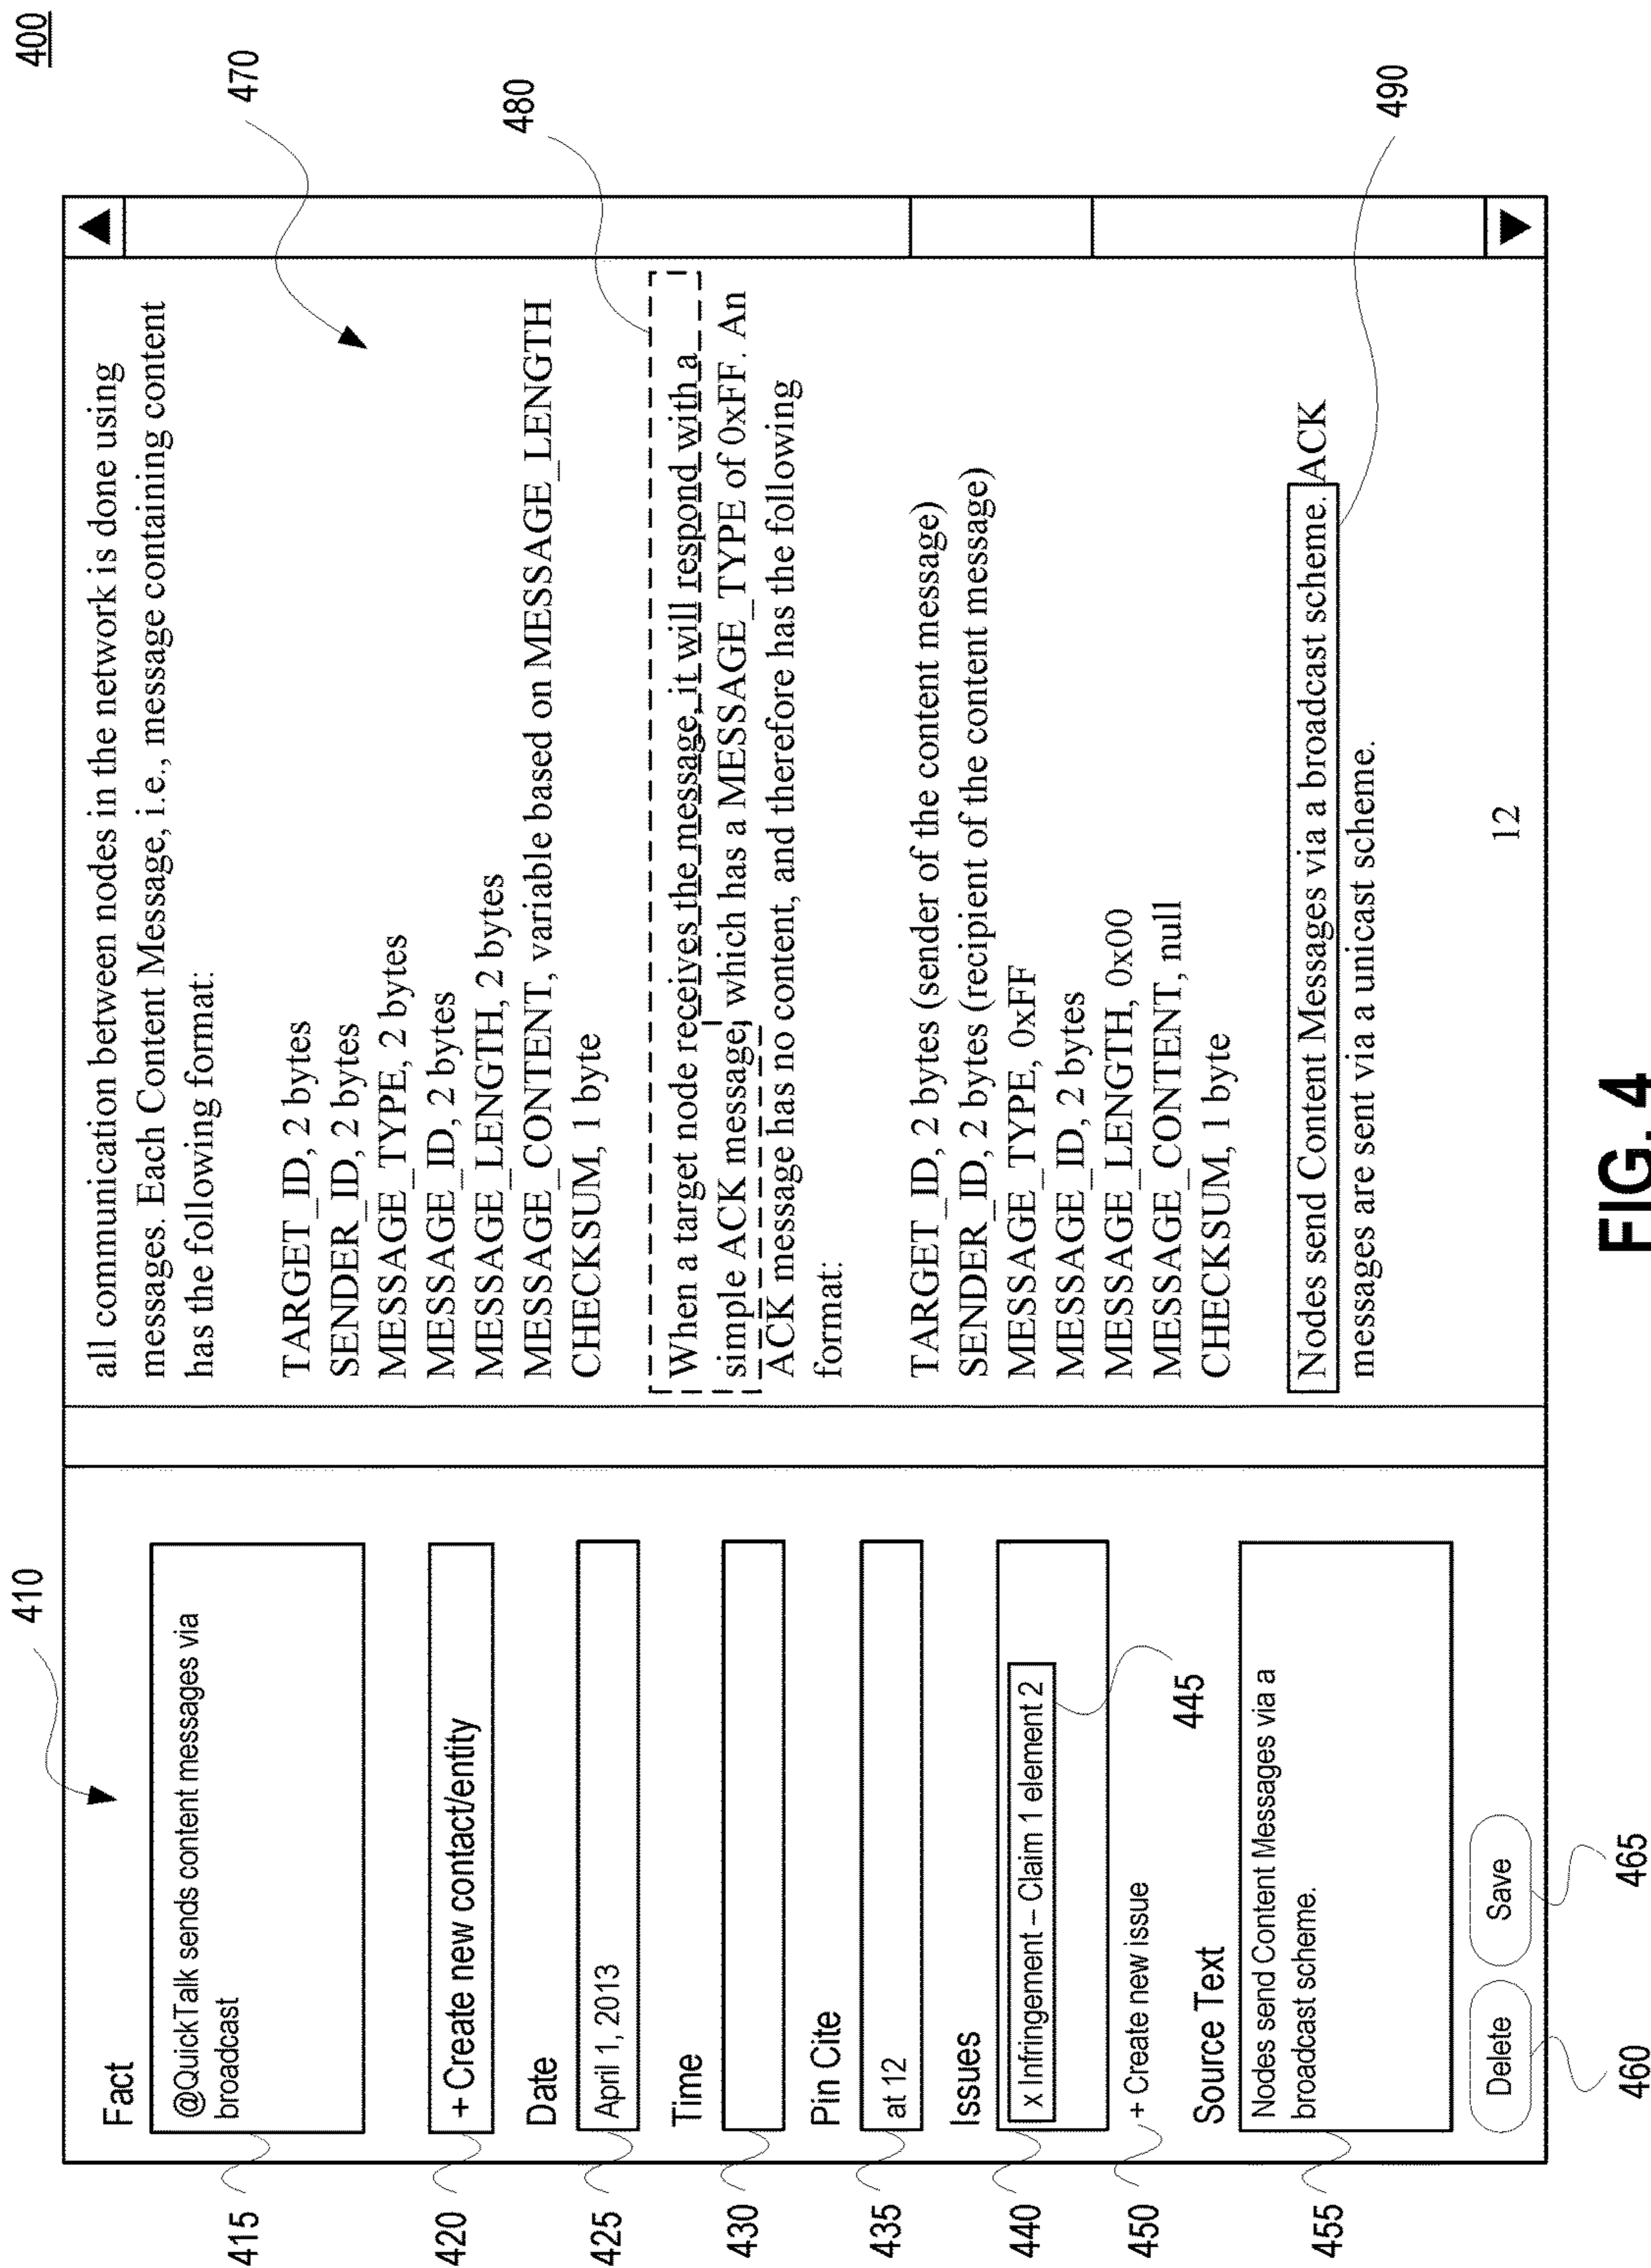 400
410
Fact
@QuickTalk sends content messages via
broadcast
415
+ Create new contact/entity
420
Date
April 1, 2013
425
Time
430
Pin Cite
at 12
435
Issues
x Infringement – Claim 1 element 2
440
445
+ Create new issue
450
Source Text
Nodes send Content Messages via a
broadcast scheme.
455
Delete
Save
460
465
all communication between nodes in the network is done using
messages. Each Content Message, i.e., message containing content
has the following format:
470
TARGET_ID, 2 bytes
SENDER_ID, 2 bytes
MESSAGE_TYPE, 2 bytes
MESSAGE_ID, 2 bytes
MESSAGE_LENGTH, 2 bytes
MESSAGE_CONTENT, variable based on MESSAGE_LENGTH
CHECKSUM, 1 byte
480
When a target node receives the message, it will respond with a
simple ACK message, which has a MESSAGE_TYPE of 0xFF. An
ACK message has no content, and therefore has the following
format:
TARGET_ID, 2 bytes (sender of the content message)
SENDER_ID, 2 bytes (recipient of the content message)
MESSAGE_TYPE, 0xFF
MESSAGE_ID, 2 bytes
MESSAGE_LENGTH, 0x00
MESSAGE_CONTENT, null
CHECKSUM, 1 byte
Nodes send Content Messages via a broadcast scheme. ACK
messages are sent via a unicast scheme.
490
12
FIG. 4